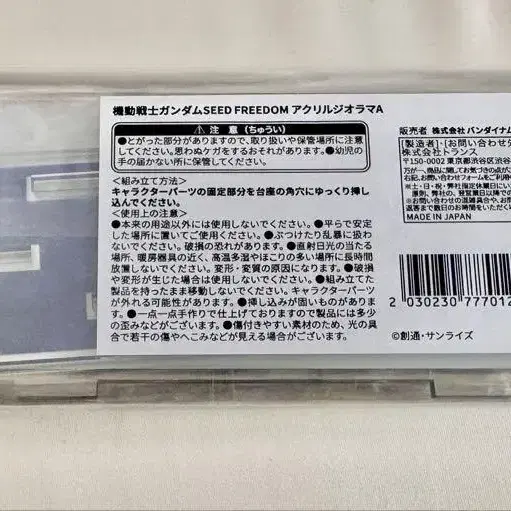 機動戦士ガンダムSEED FREEDOM アクリルジオラマA
注 意 (ちゅうい)
●とがった部分がありますので、取り扱いや保管場所に注意
してください。思わぬケガをするおそれがあります。●幼児の
手の届かない所に保管してください。
<組み立て方法>
キャラクターパーツの固定部分を台座の角穴にゆっくり押し
込んでください。
<使用上の注意>
●本来の用途以外には使用しないでください。●平らで安定
した場所に置いてご使用ください。●ぶつけたり乱暴に扱わ
ないでください。破損の恐れがあります。●直射日光の当たる
場所、暖房器具の近く、高温多湿やほこりの多い場所に長時間
放置しないでください。変形・変質の原因になります。●破損
や変形が生じた場合は使用しないでください。●組み立てた
製品を持ったまま移動しないでください。キャラクターパーツ
が外れる可能性があります。●押し込みが固いものがあります。
●一点一点手作りで仕上げておりますので製品には多少
の歪みなどがございます。●傷付きやすい素材のため、光の具合
で若干の傷やへこみなどが見える場合がございます。
販売者 株式会社 バンダイナム
[製造者]・[お問い合わせ先
株式会社トランス
〒150-0002 東京都渋谷区渋谷
MADE IN JAPAN
2 030230 777012
©創通・サンライズ